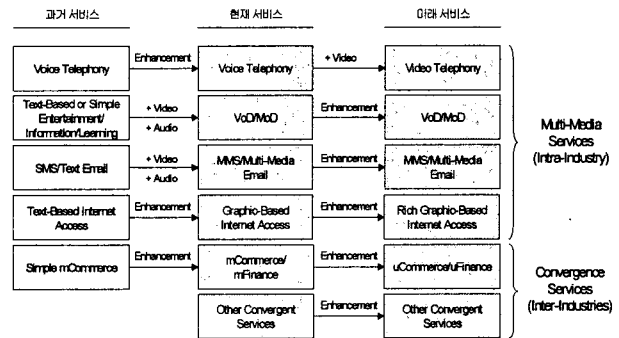 과거 서비스
현재 서비스
미래 서비스
Voice Telephony
Enhancement
Voice Telephony
+ Video
Video Telephony
Text-Based or Simple
Entertainment/
Information/Learning
+ Video
+ Audio
VoD/MoD
Enhancement
VoD/MoD
SMS/Text Email
+ Video
+ Audio
MMS/Multi-Media
Email
Enhancement
MMS/Multi-Media
Email
Text-Based Internet
Access
Enhancement
Graphio-Based
Internet Access
Enhancement
Rich Graphio-Based
Internet Access
Multi-Media
Services
(Intra-Industry)
Simple mCommerce
Enhancement
mCommerce/
mFinance
Enhancement
uCommerce/uFinance
Other Convergent
Services
Enhancement
Other Convergent
Services
Convergence
Services
(Inter-Industries)